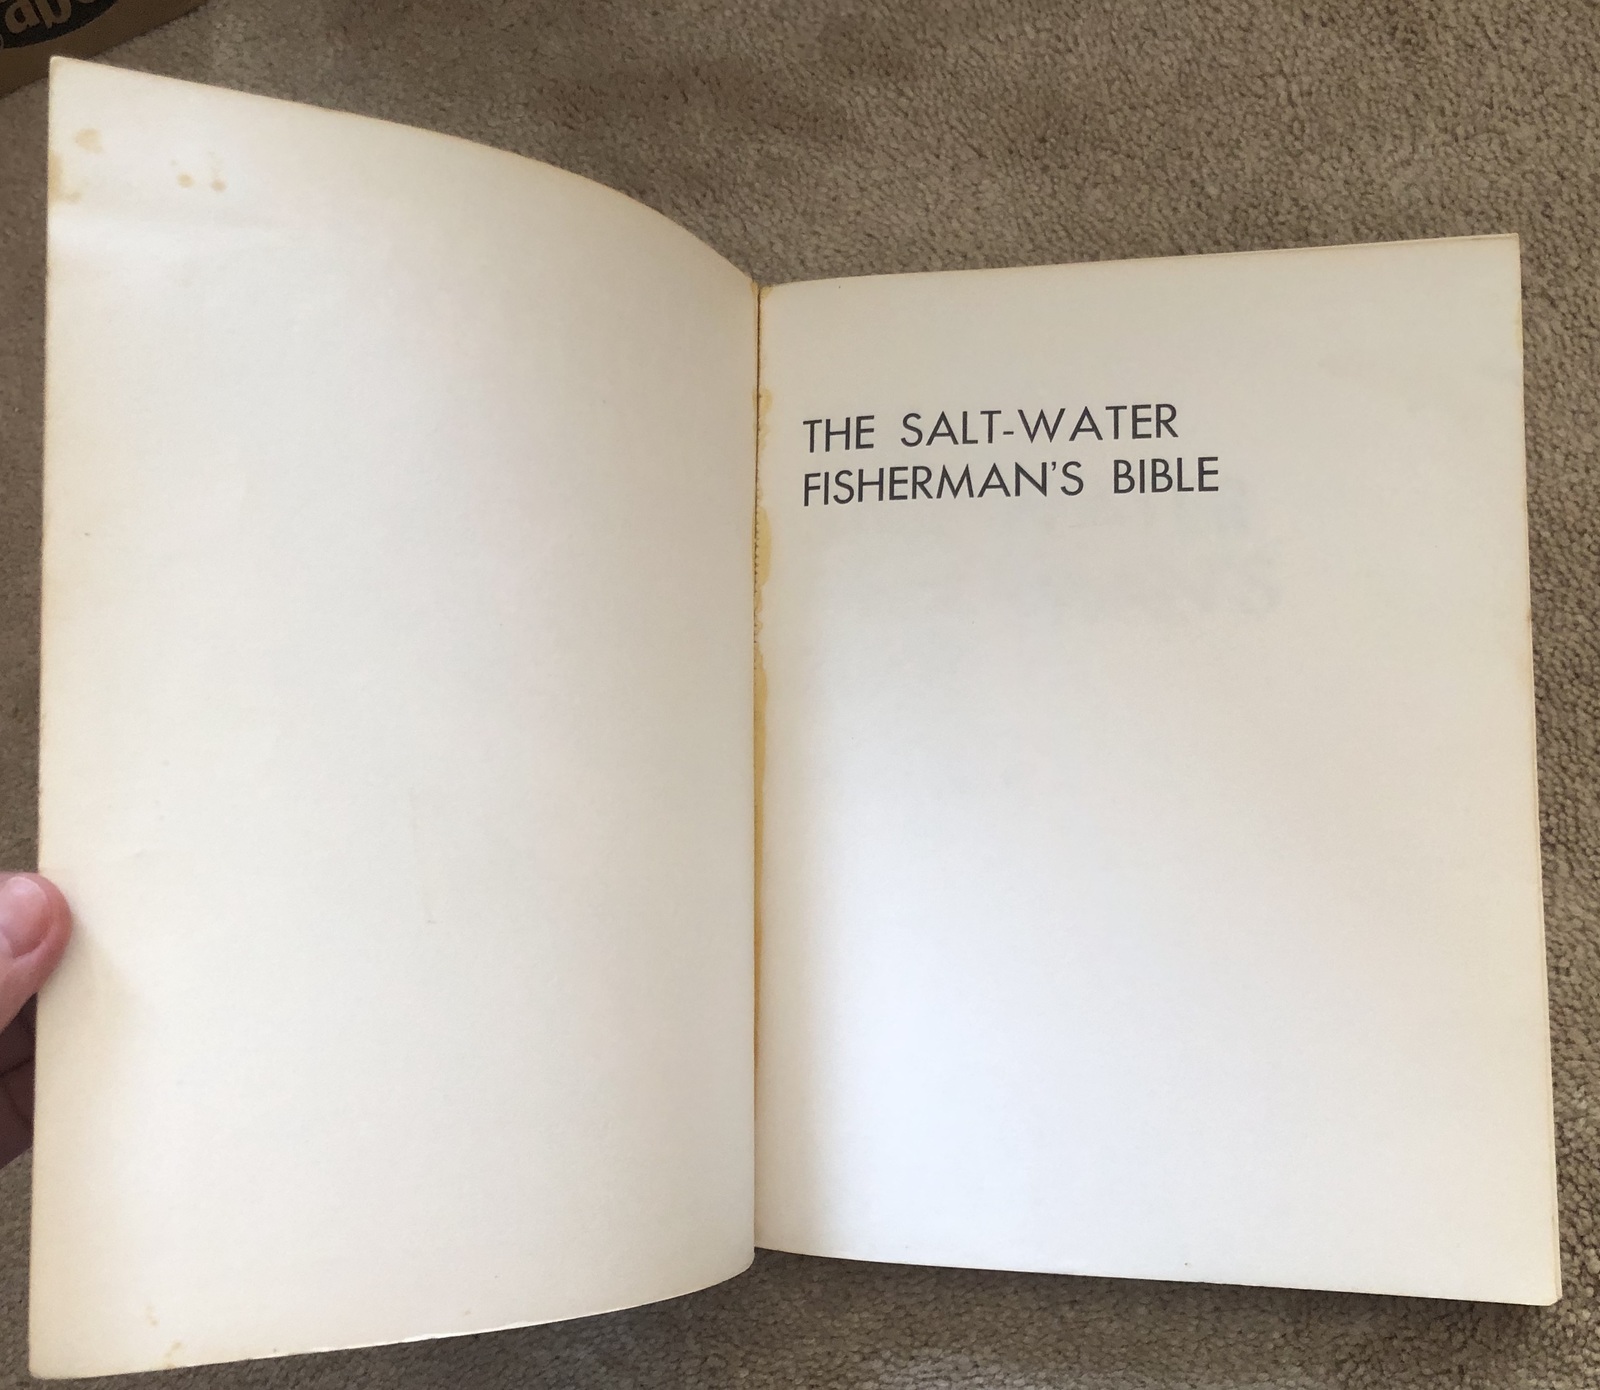 THE SALT-WATER
FISHERMAN'S BIBLE